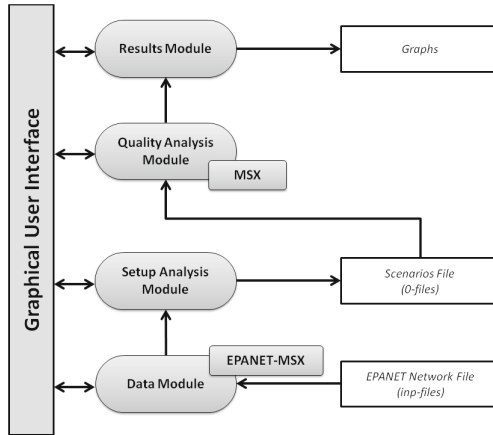 Graphical User Interface
Results Module
Graphs
Quality Analysis
Module
MSX
Setup Analysis
Module
Scenarios File
(0-files)
EPANET-MSX
Data Module
EPANET Network File
(inp-files)